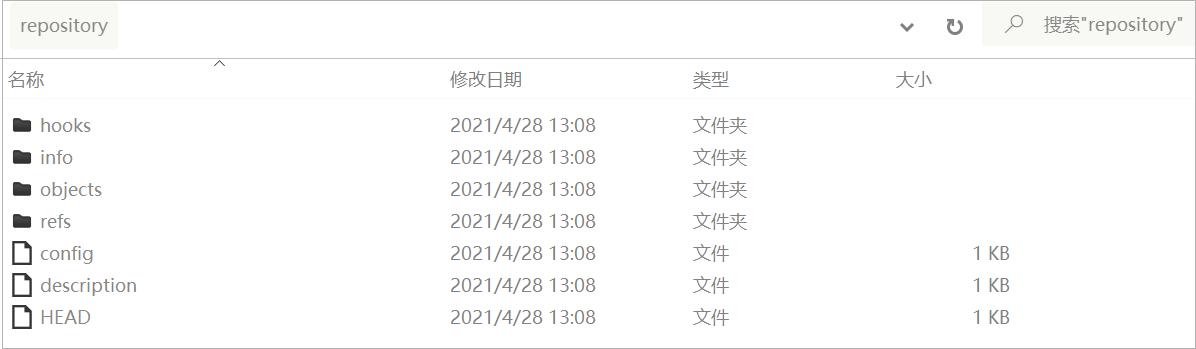 repository 搜索"repository"
名称 修改日期 类型 大小
hooks 2021/4/28 13:08 文件夹
info 2021/4/28 13:08 文件夹
objects 2021/4/28 13:08 文件夹
refs 2021/4/28 13:08 文件夹
config 2021/4/28 13:08 文件 1 KB
description 2021/4/28 13:08 文件 1 KB
HEAD 2021/4/28 13:08 文件 1 KB